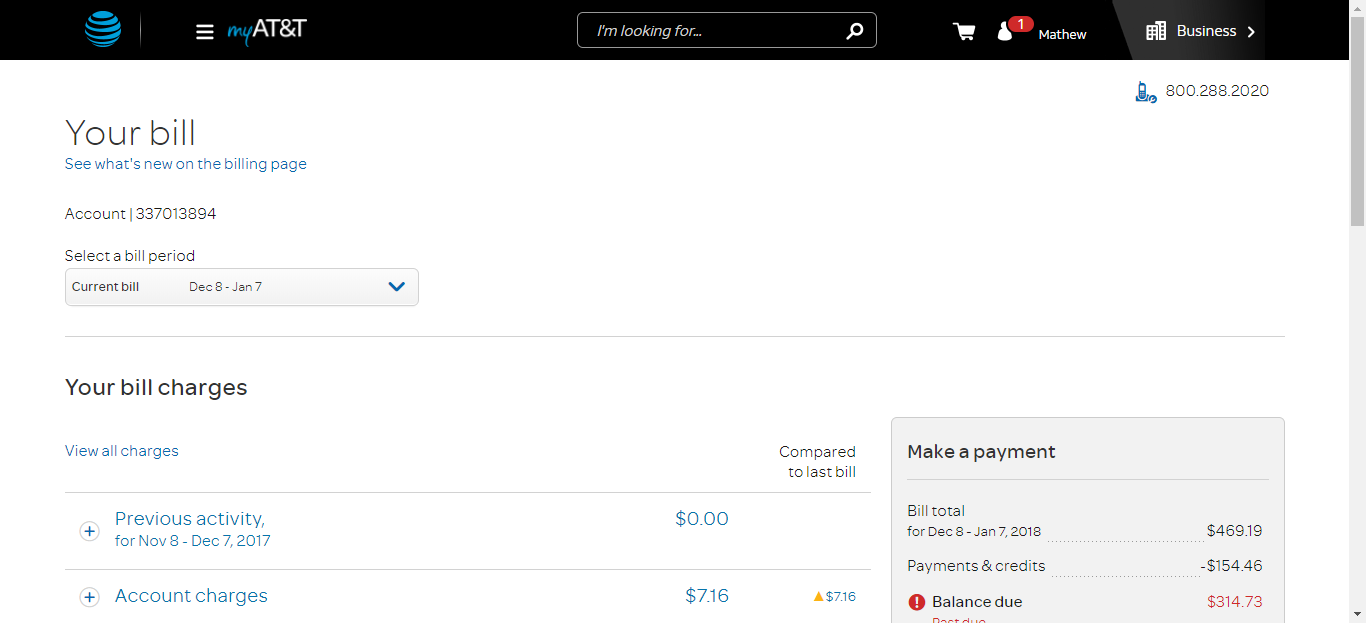 myAT&T
I'm looking for...
1
Mathew
Business
800.288.2020
Your bill
See what's new on the billing page
Account | 337013894
Select a bill period
Current bill Dec 8 - Jan 7
Your bill charges
View all charges
Compared
to last bill
Previous activity,
for Nov 8 - Dec 7, 2017
$0.00
Account charges
$7.16
$7.16
Make a payment
Bill total
for Dec 8 - Jan 7, 2018 $469.19
Payments & credits -$154.46
Balance due $314.73
Past due